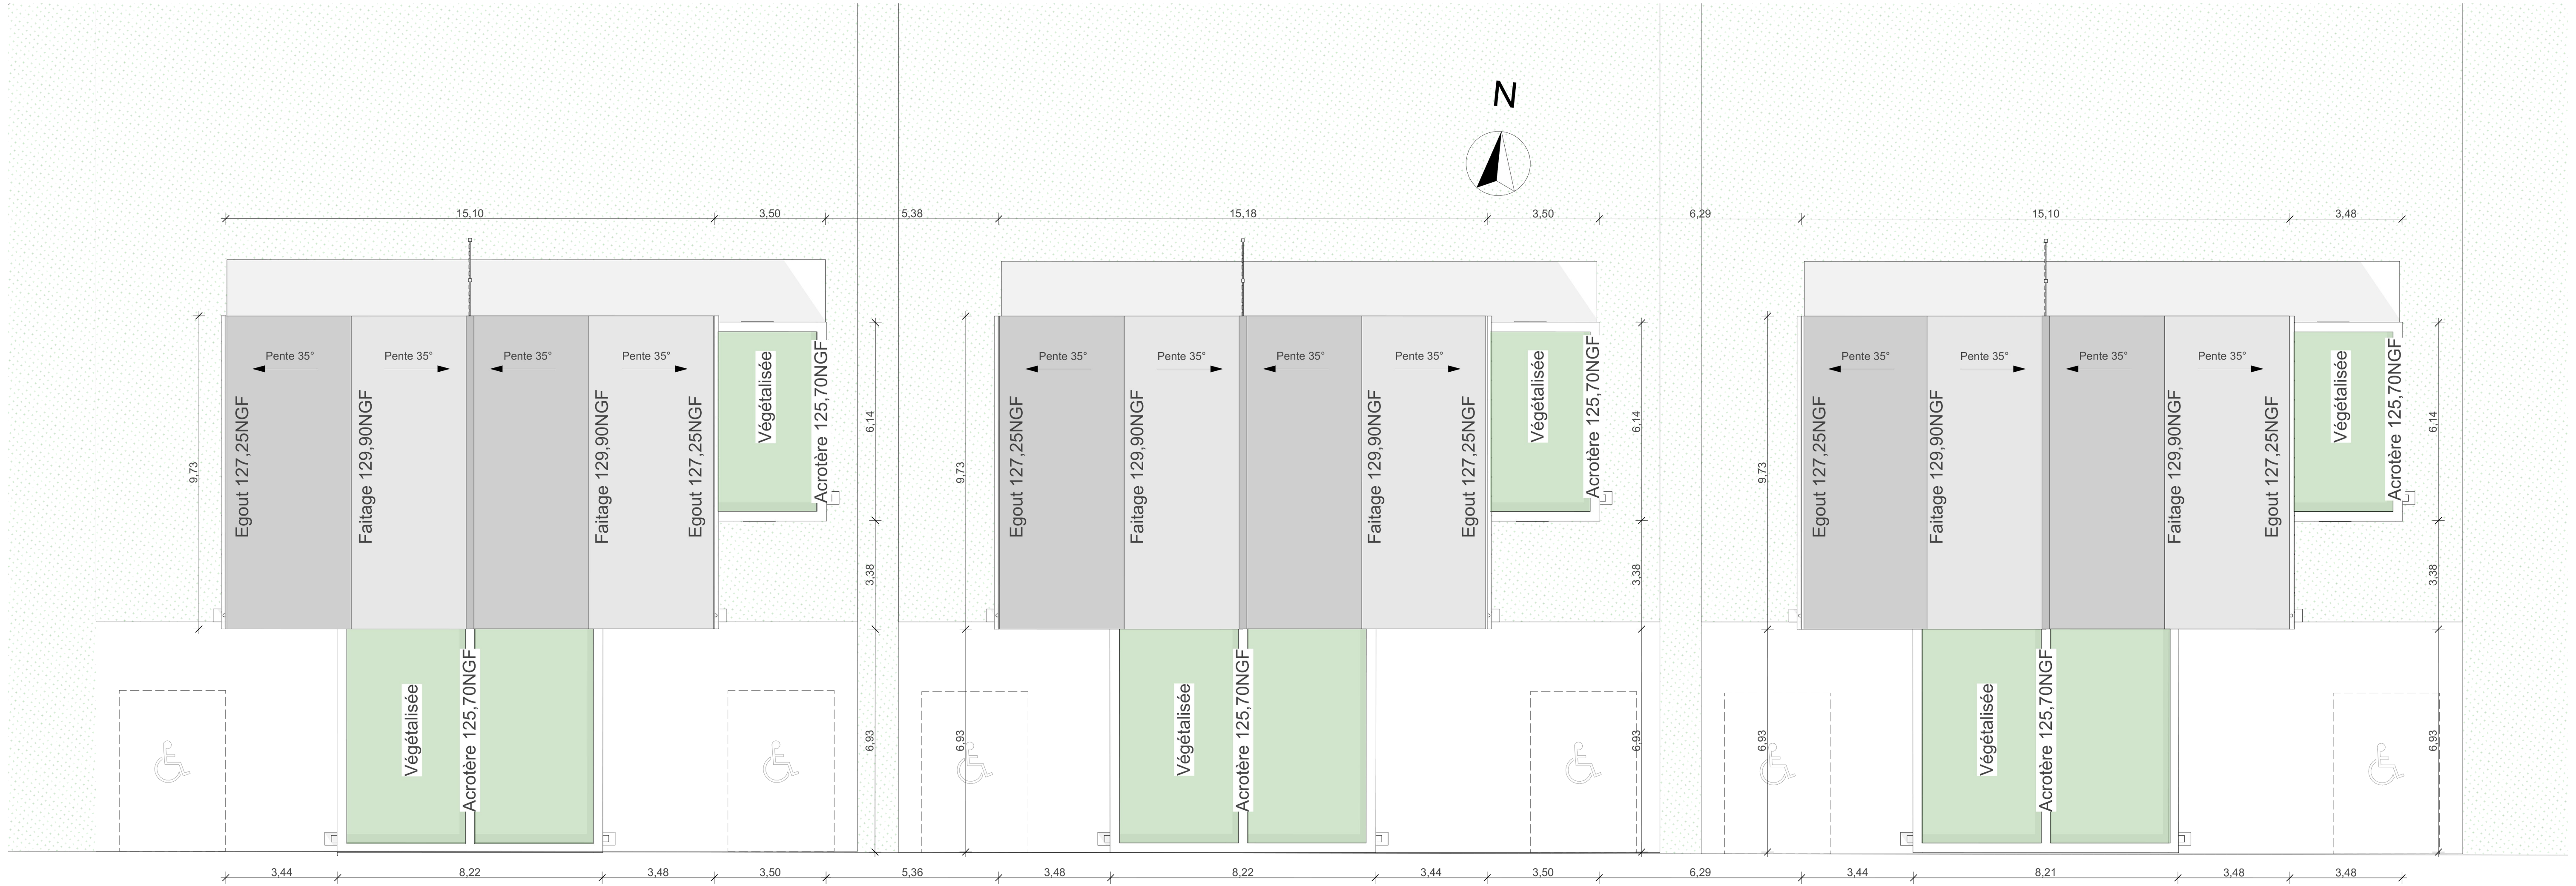 N
15,10
3,50
5,38
15,18
3,50
6,29
15,10
3,48
Pente 35°
Pente 35°
Pente 35°
Pente 35°
Egout 127,25NGF
Faitage 129,90NGF
Faitage 129,90NGF
Egout 127,25NGF
Végétalisée
Acrotère 125,70NGF
9,73
6,14
3,38
Végétalisée
Acrotère 125,70NGF
6,93
Pente 35°
Pente 35°
Pente 35°
Pente 35°
Egout 127,25NGF
Faitage 129,90NGF
Faitage 129,90NGF
Egout 127,25NGF
Végétalisée
Acrotère 125,70NGF
9,73
6,14
3,38
6,93
Végétalisée
Acrotère 125,70NGF
6,93
Pente 35°
Pente 35°
Pente 35°
Pente 35°
Egout 127,25NGF
Faitage 129,90NGF
Faitage 129,90NGF
Egout 127,25NGF
Végétalisée
Acrotère 125,70NGF
9,73
6,14
3,38
6,93
Végétalisée
Acrotère 125,70NGF
6,93
3,44
8,22
3,48
3,50
5,36
3,48
8,22
3,44
3,50
6,29
3,44
8,21
3,48
3,48